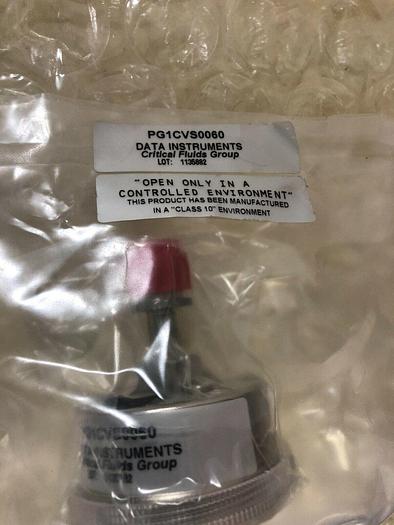 PG1CVS0060
DATA INSTRUMENTS
Critical Fluids Group
LOT: 1135882
"OPEN ONLY IN A
CONTROLLED ENVIRONMENT"
THIS PRODUCT HAS BEEN MANUFACTURED
IN A "CLASS 10" ENVIRONMENT
INSTRUMENTS
Fluids Group